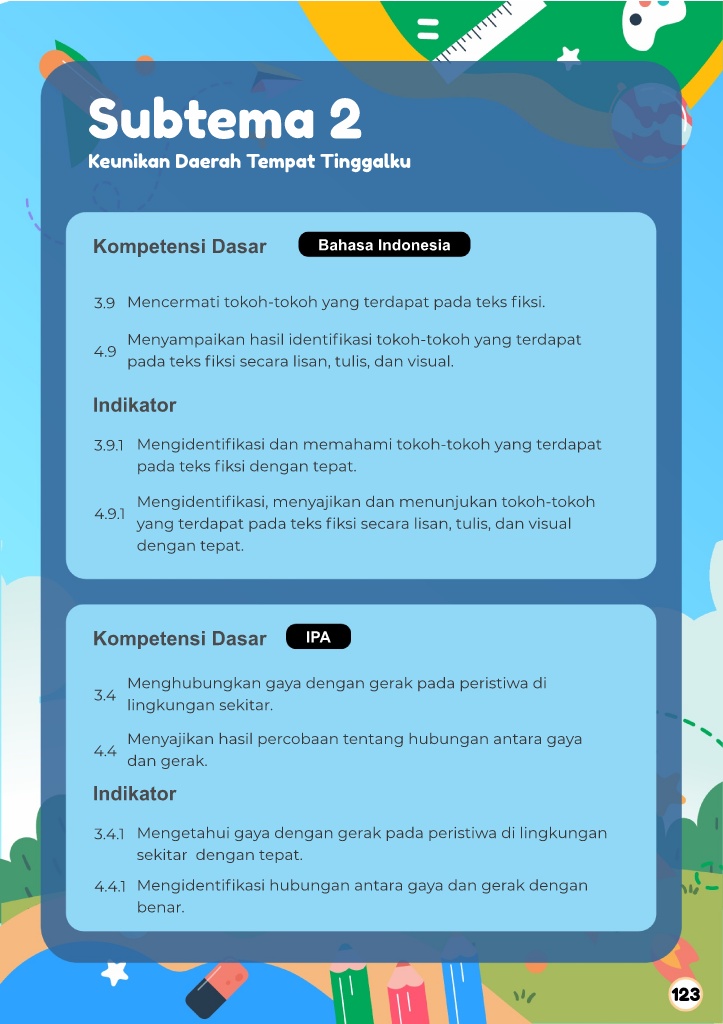 Subtema 2
Keunikan Daerah Tempat Tinggalku
Kompetensi Dasar
Bahasa Indonesia
3.9 Mencermati tokoh-tokoh yang terdapat pada teks fiksi.
4.9 Menyampaikan hasil identifikasi tokoh-tokoh yang terdapat
pada teks fiksi secara lisan, tulis, dan visual.
Indikator
3.9.1 Mengidentifikasi dan memahami tokoh-tokoh yang terdapat
pada teks fiksi dengan tepat.
4.9.1 Mengidentifikasi, menyajikan dan menunjukan tokoh-tokoh
yang terdapat pada teks fiksi secara lisan, tulis, dan visual
dengan tepat.
Kompetensi Dasar
IPA
3.4 Menghubungkan gaya dengan gerak pada peristiwa di
lingkungan sekitar.
4.4 Menyajikan hasil percobaan tentang hubungan antara gaya
dan gerak.
Indikator
3.4.1 Mengetahui gaya dengan gerak pada peristiwa di lingkungan
sekitar dengan tepat.
4.4.1 Mengidentifikasi hubungan antara gaya dan gerak dengan
benar.
123